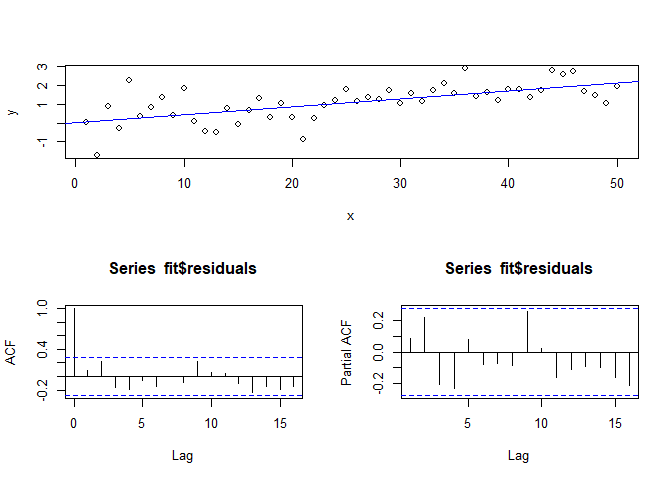 3
2
1
-1
y
0 10 20 30 40 50
x
Series fit$residuals
1.0
0.4
-0.2
ACF
0 5 10 15
Lag
Series fit$residuals
0.2
0.0
-0.2
Partial ACF
5 10 15
Lag